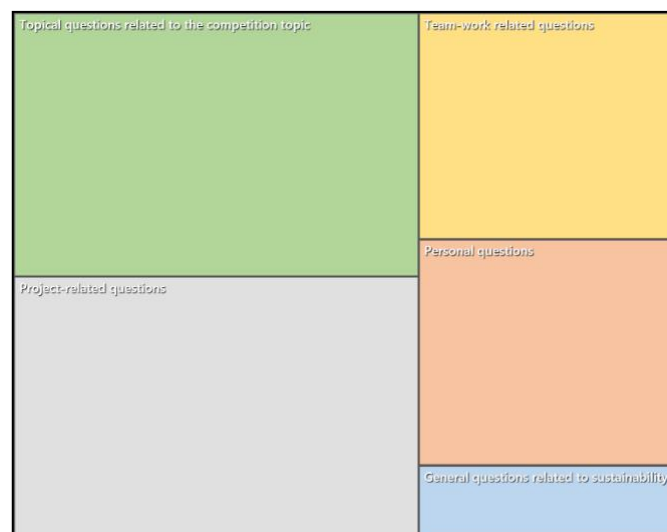 Topical questions related to the competition topic
Team-work related questions
Personal questions
Project-related questions
General questions related to sustainability